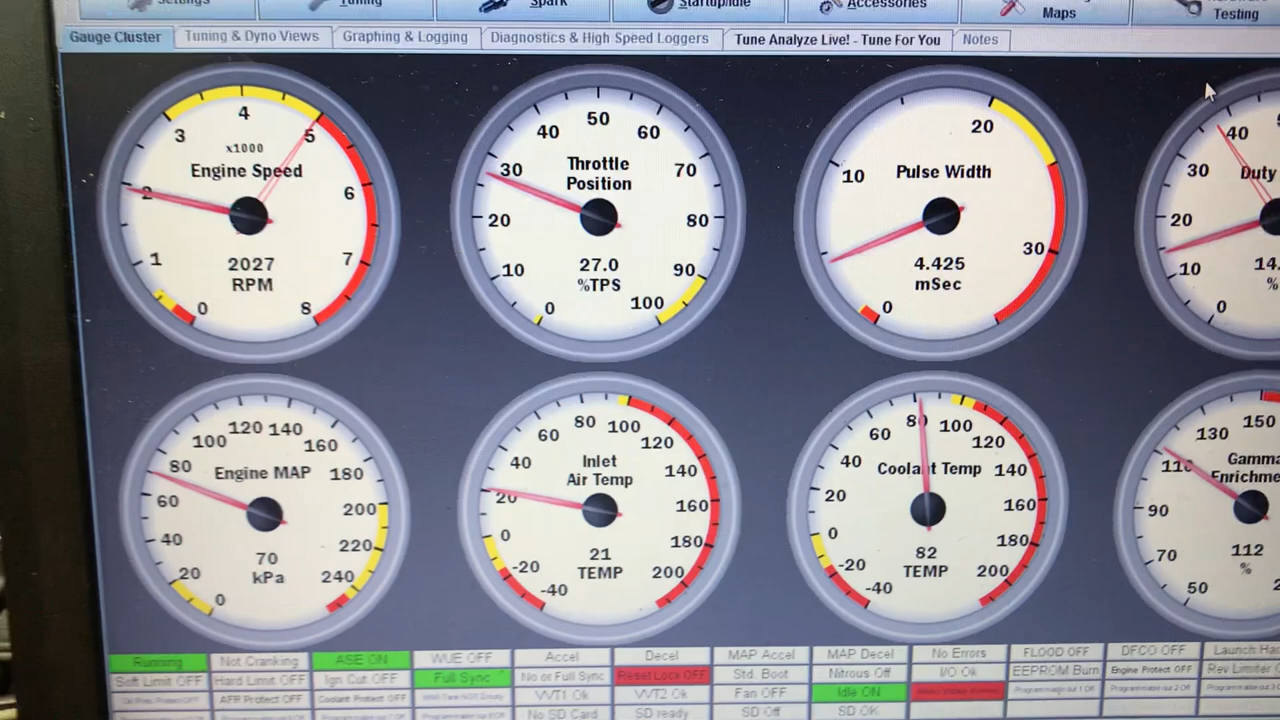 Settings
Tuning
Spark
Startup/Idle
Accessories
Maps
Testing
Gauge Cluster
Tuning & Dyno Views
Graphing & Logging
Diagnostics & High Speed Loggers
Tune Analyze Live! - Tune For You
Notes
0 1 2 3 4 5 6 7 8
x1000
Engine Speed
2027
RPM
0 10 20 30 40 50 60 70 80 90 100
Throttle
Position
27.0
%TPS
0 10 20 30
Pulse Width
4.425
mSec
0 10 20 30 40
Duty
14.
%
0 20 40 60 80 100 120 140 160 180 200 220 240
Engine MAP
70
kPa
-40 -20 0 20 40 60 80 100 120 140 160 180 200
Inlet
Air Temp
21
TEMP
-40 -20 0 20 40 60 80 100 120 140 160 180 200
Coolant Temp
82
TEMP
50 70 90 110 130 150
Gamma
Enrichme
112
%
Running
Not Cranking
ASE ON
WUE OFF
Accel
Decel
MAP Accel
MAP Decel
No Errors
FLOOD OFF
DFCO OFF
Launch Ha
Soft Limit OFF
Hard Limit OFF
Ign Cut OFF
Full Sync
No or Full Sync
Reset Lock OFF
Std. Boot
Nitrous Off
I/O Ok
EEPROM Burn
Engine Protect OFF
Rev Limiter
AFR Protect OFF
Coolant Protect OFF
VVT1 Ok
VVT2 Ok
Fan OFF
Idle ON
No SD Card
SD ready
SD Off
SD OK